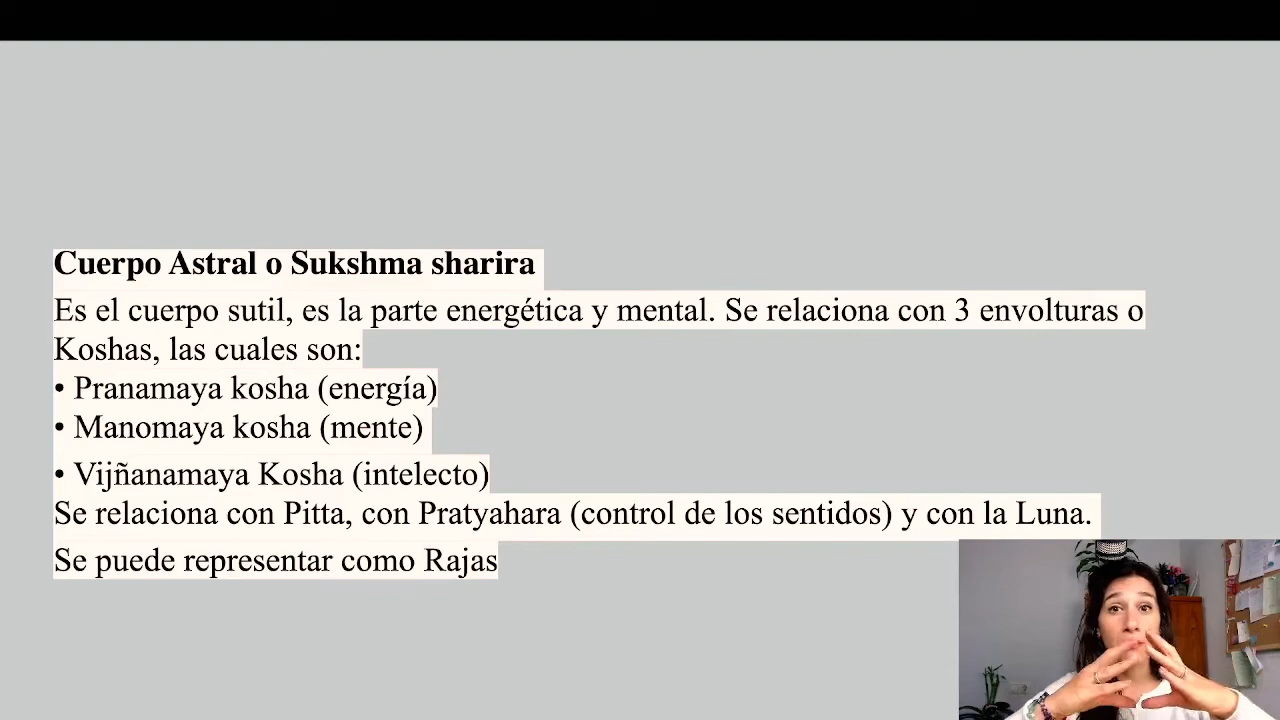 Cuerpo Astral o Sukshma sharira
Es el cuerpo sutil, es la parte energética y mental. Se relaciona con 3 envolturas o
Koshas, las cuales son:
• Pranamaya kosha (energía)
• Manomaya kosha (mente)
• Vijñanamaya Kosha (intelecto)
Se relaciona con Pitta, con Pratyahara (control de los sentidos) y con la Luna.
Se puede representar como Rajas